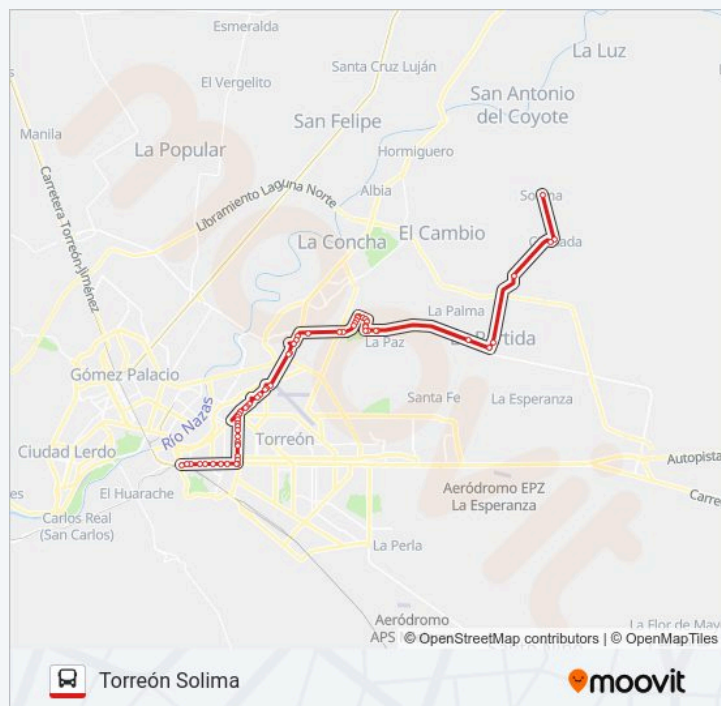 Esmeralda
La Luz
Santa Cruz Luján
El Vergelito
San Antonio
del Coyote
San Felipe
Manila
La Popular
Hormiguero
Carretera Torreón-Jiménez
Libramiento Laguna Norte
Albia
La Concha
El Cambio
La Palma
La Paz
Gómez Palacio
Río Nazas
Santa Fe
La Esperanza
Ciudad Lerdo
Torreón
Autopista
El Huarache
Aeródromo EPZ
La Esperanza
Carlos Real
(San Carlos)
La Perla
Aeródromo
La Flor de
© OpenStreetMap contributors | © OpenMapTiles
Torreón Solima
moovit